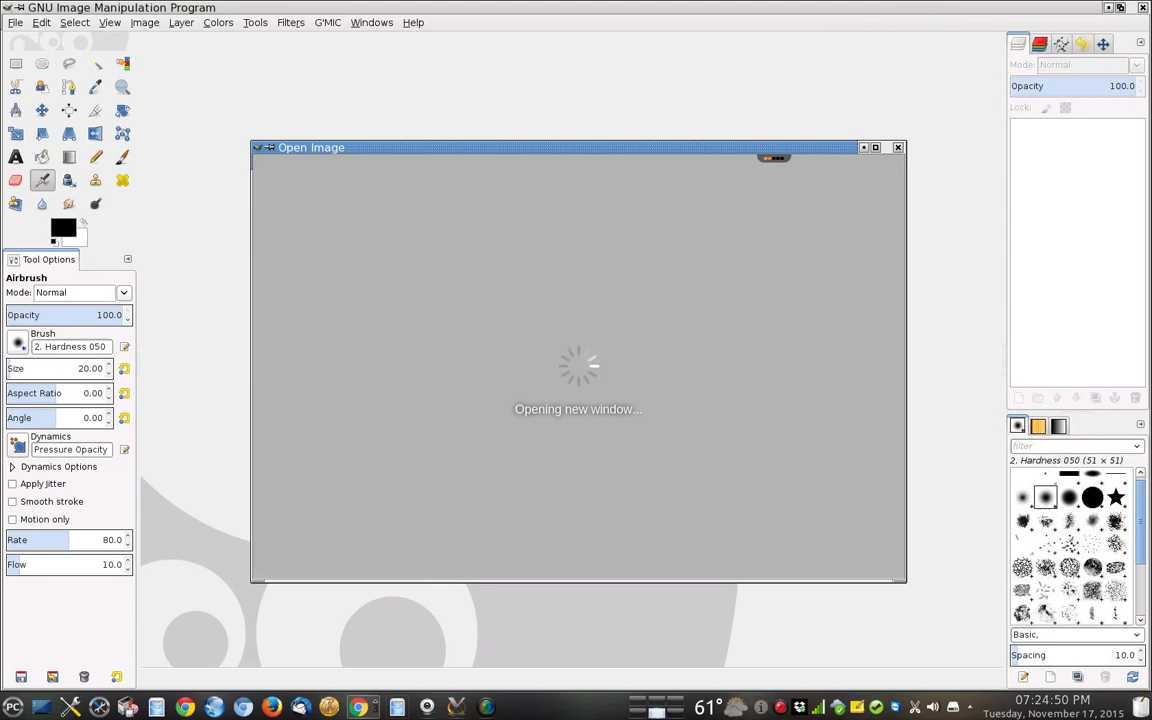 GNU Image Manipulation Program
File Edit Select View Image Layer Colors Tools Filters G'MIC Windows Help
Open Image
Opening new window...
Tool Options
Airbrush
Mode: Normal
Opacity 100.0
Brush
2. Hardness 050
Size 20.00
Aspect Ratio 0.00
Angle 0.00
Dynamics
Pressure Opacity
Dynamics Options
Apply Jitter
Smooth stroke
Motion only
Rate 80.0
Flow 10.0
Mode: Normal
Opacity 100.0
Lock:
filter
2. Hardness 050 (51 × 51)
Basic,
Spacing 10.0
PC
61°
07:24:50 PM
Tuesday, November 17, 2015